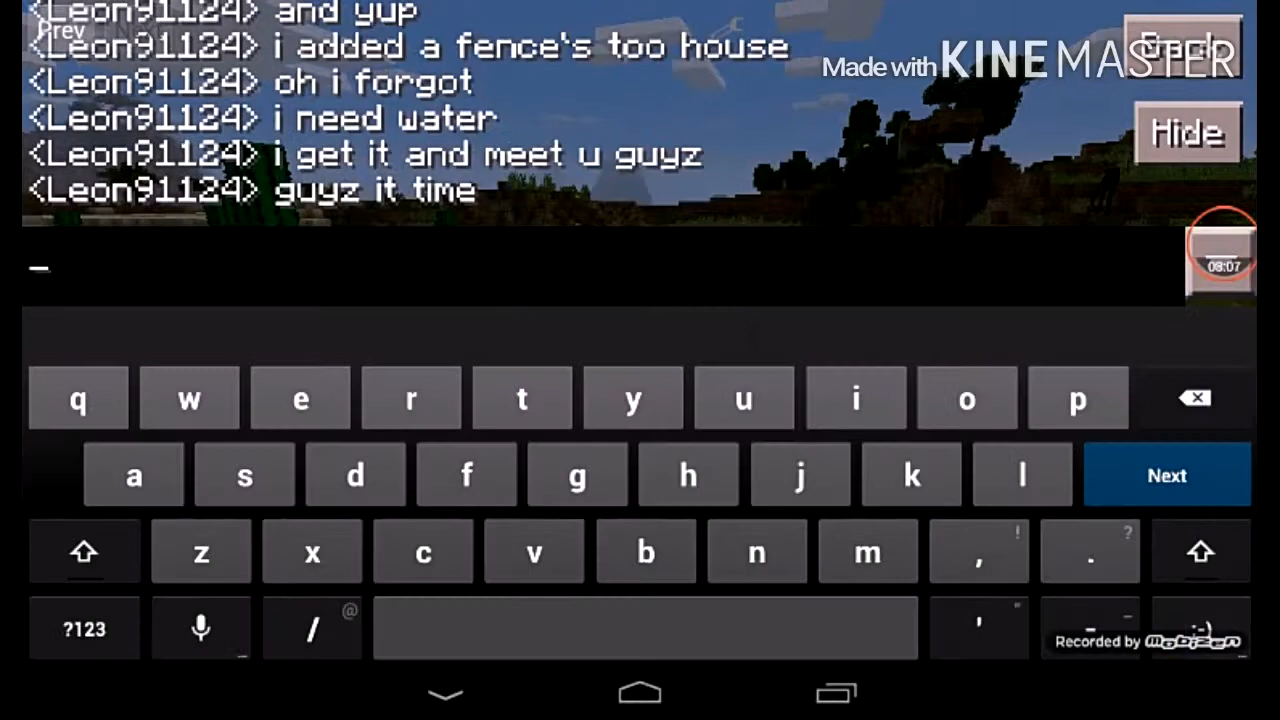 <Leon91124> and yup
Prev
<Leon91124> i added a fence's too house
Made with KINEMASTER
<Leon91124> oh i forgot
<Leon91124> i need water
Hide
<Leon91124> i get it and meet u guyz
<Leon91124> guyz it time
_
08:07
q w e r t y u i o p
a s d f g h j k l Next
z x c v b n m , ! . ?
?123 / @ ' " - _ :-)
Recorded by mobizen